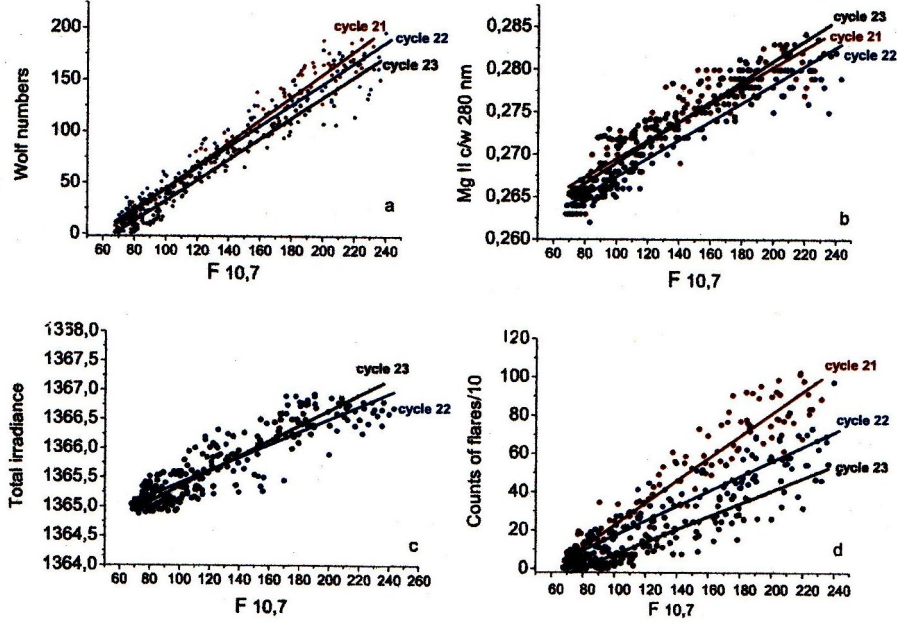 cycle 21
cycle 22
cycle 23
200
150
100
50
0
Wolf numbers
a
60 80 100 120 140 160 180 200 220 240
F 10,7
cycle 23
cycle 21
cycle 22
0,285
0,280
0,275
0,270
0,265
0,260
Mg II c/w 280 nm
b
60 80 100 120 140 160 180 200 220 240
F 10,7
1368,0
1367,5
1367,0
1366,5
1366,0
1365,5
1365,0
1364,5
1364,0
Total irradiance
cycle 23
cycle 22
c
60 80 100 120 140 160 180 200 220 240 260
F 10,7
120
100
80
60
40
20
0
Counts of flares/10
cycle 21
cycle 22
cycle 23
d
60 80 100 120 140 160 180 200 220 240
F 10,7